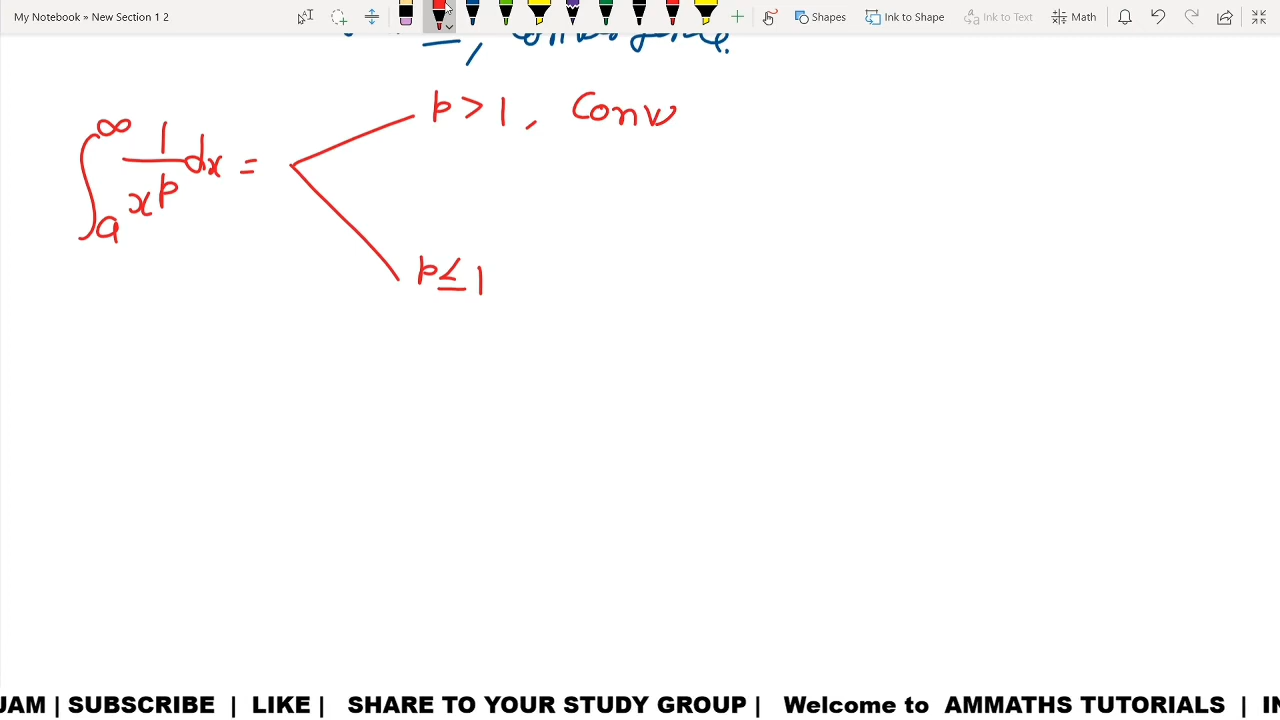 My Notebook » New Section 1 2
Shapes
Ink to Shape
Ink to Text
Math
convergence.
∫_a^∞ 1/x^p dx =
p > 1, Conv
p ≤ 1
JAM | SUBSCRIBE | LIKE | SHARE TO YOUR STUDY GROUP | Welcome to AMMATHS TUTORIALS | IN